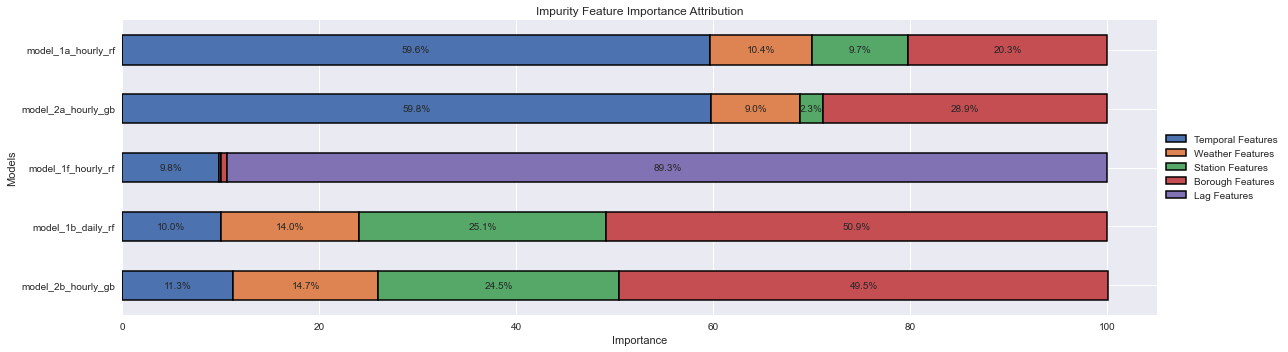 Impurity Feature Importance Attribution
Models
model_1a_hourly_rf
59.6%
10.4%
9.7%
20.3%
model_2a_hourly_gb
59.8%
9.0%
2.3%
28.9%
model_1f_hourly_rf
9.8%
89.3%
model_1b_daily_rf
10.0%
14.0%
25.1%
50.9%
model_2b_hourly_gb
11.3%
14.7%
24.5%
49.5%
0
20
40
60
80
100
Importance
Temporal Features
Weather Features
Station Features
Borough Features
Lag Features